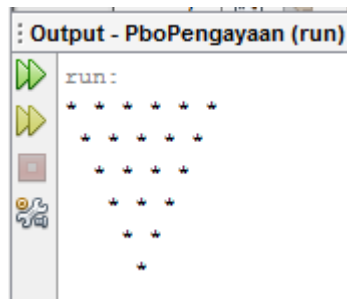 Output - PboPengayaan (run)
run:
* * * * * *
 * * * * *
  * * * *
   * * *
    * *
     *